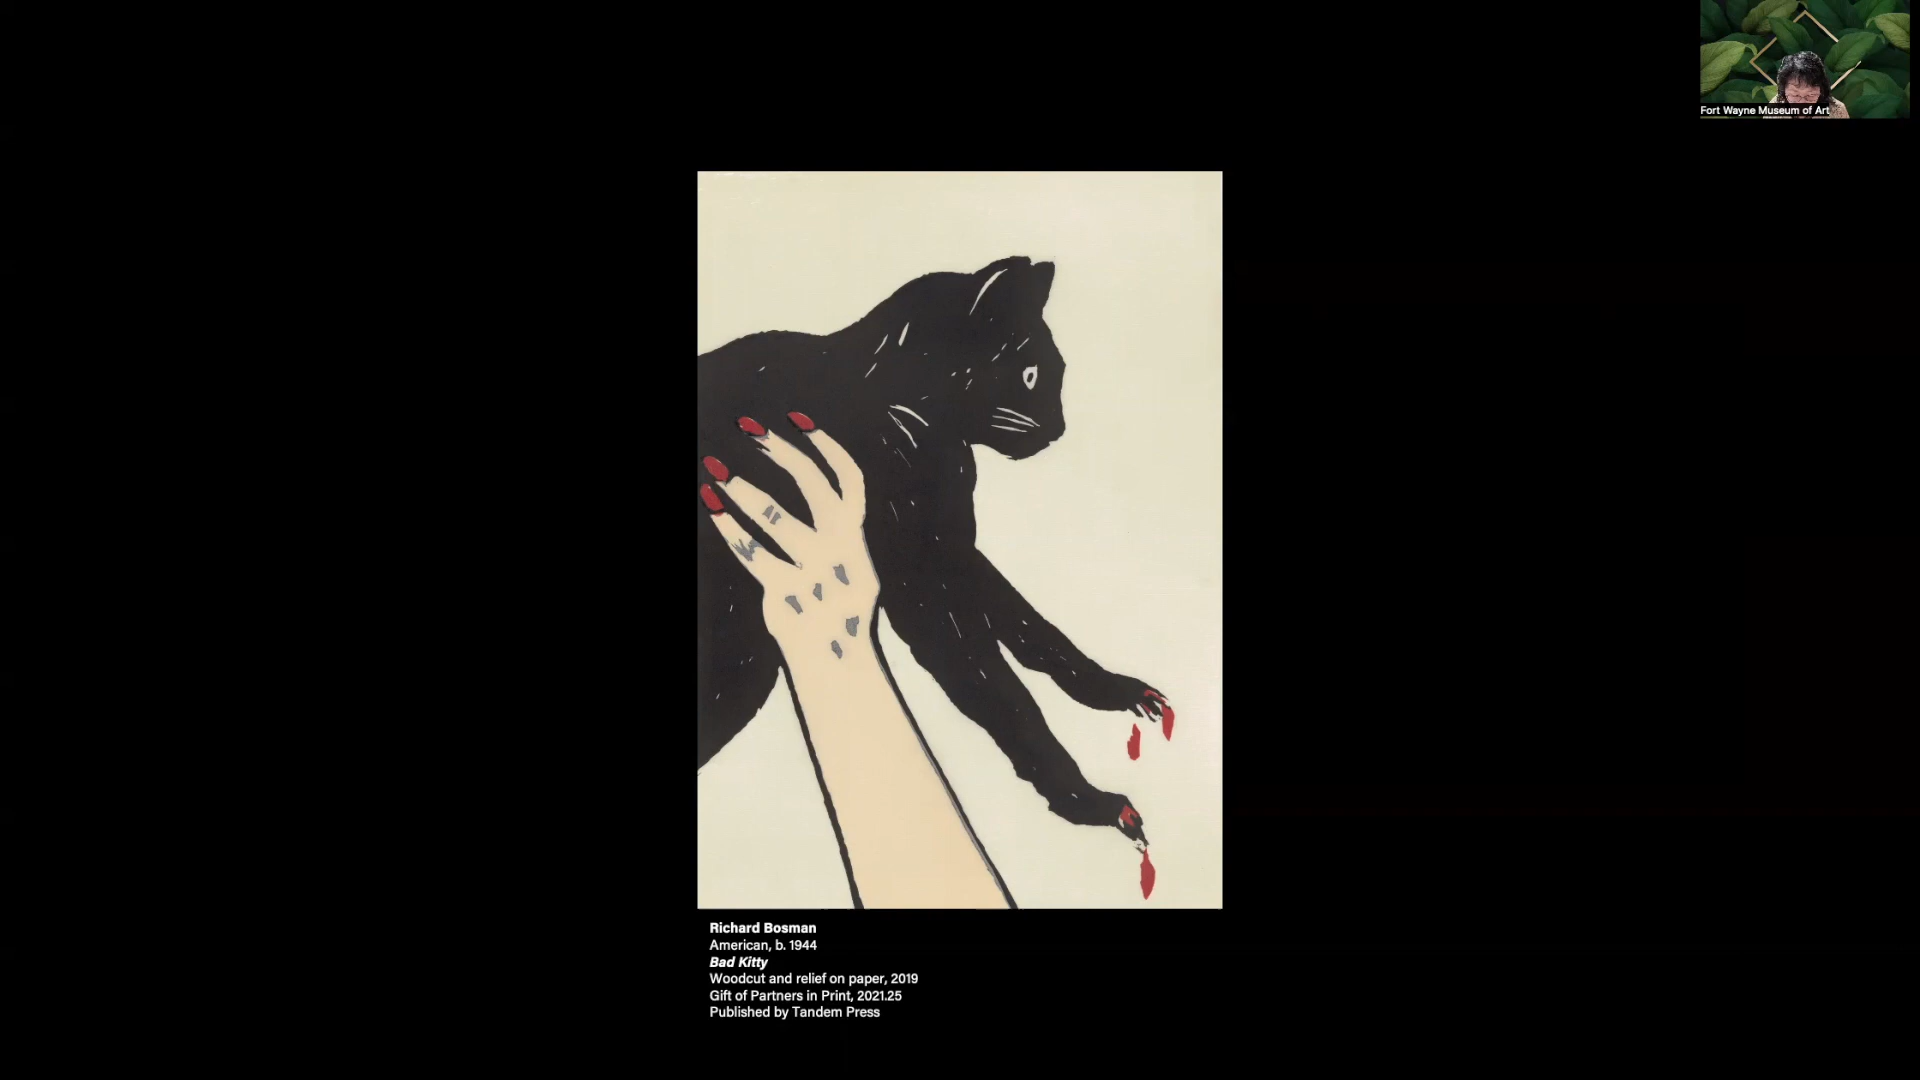 Fort Wayne Museum of Art
Richard Bosman
American, b. 1944
Bad Kitty
Woodcut and relief on paper, 2019
Gift of Partners in Print, 2021.25
Published by Tandem Press